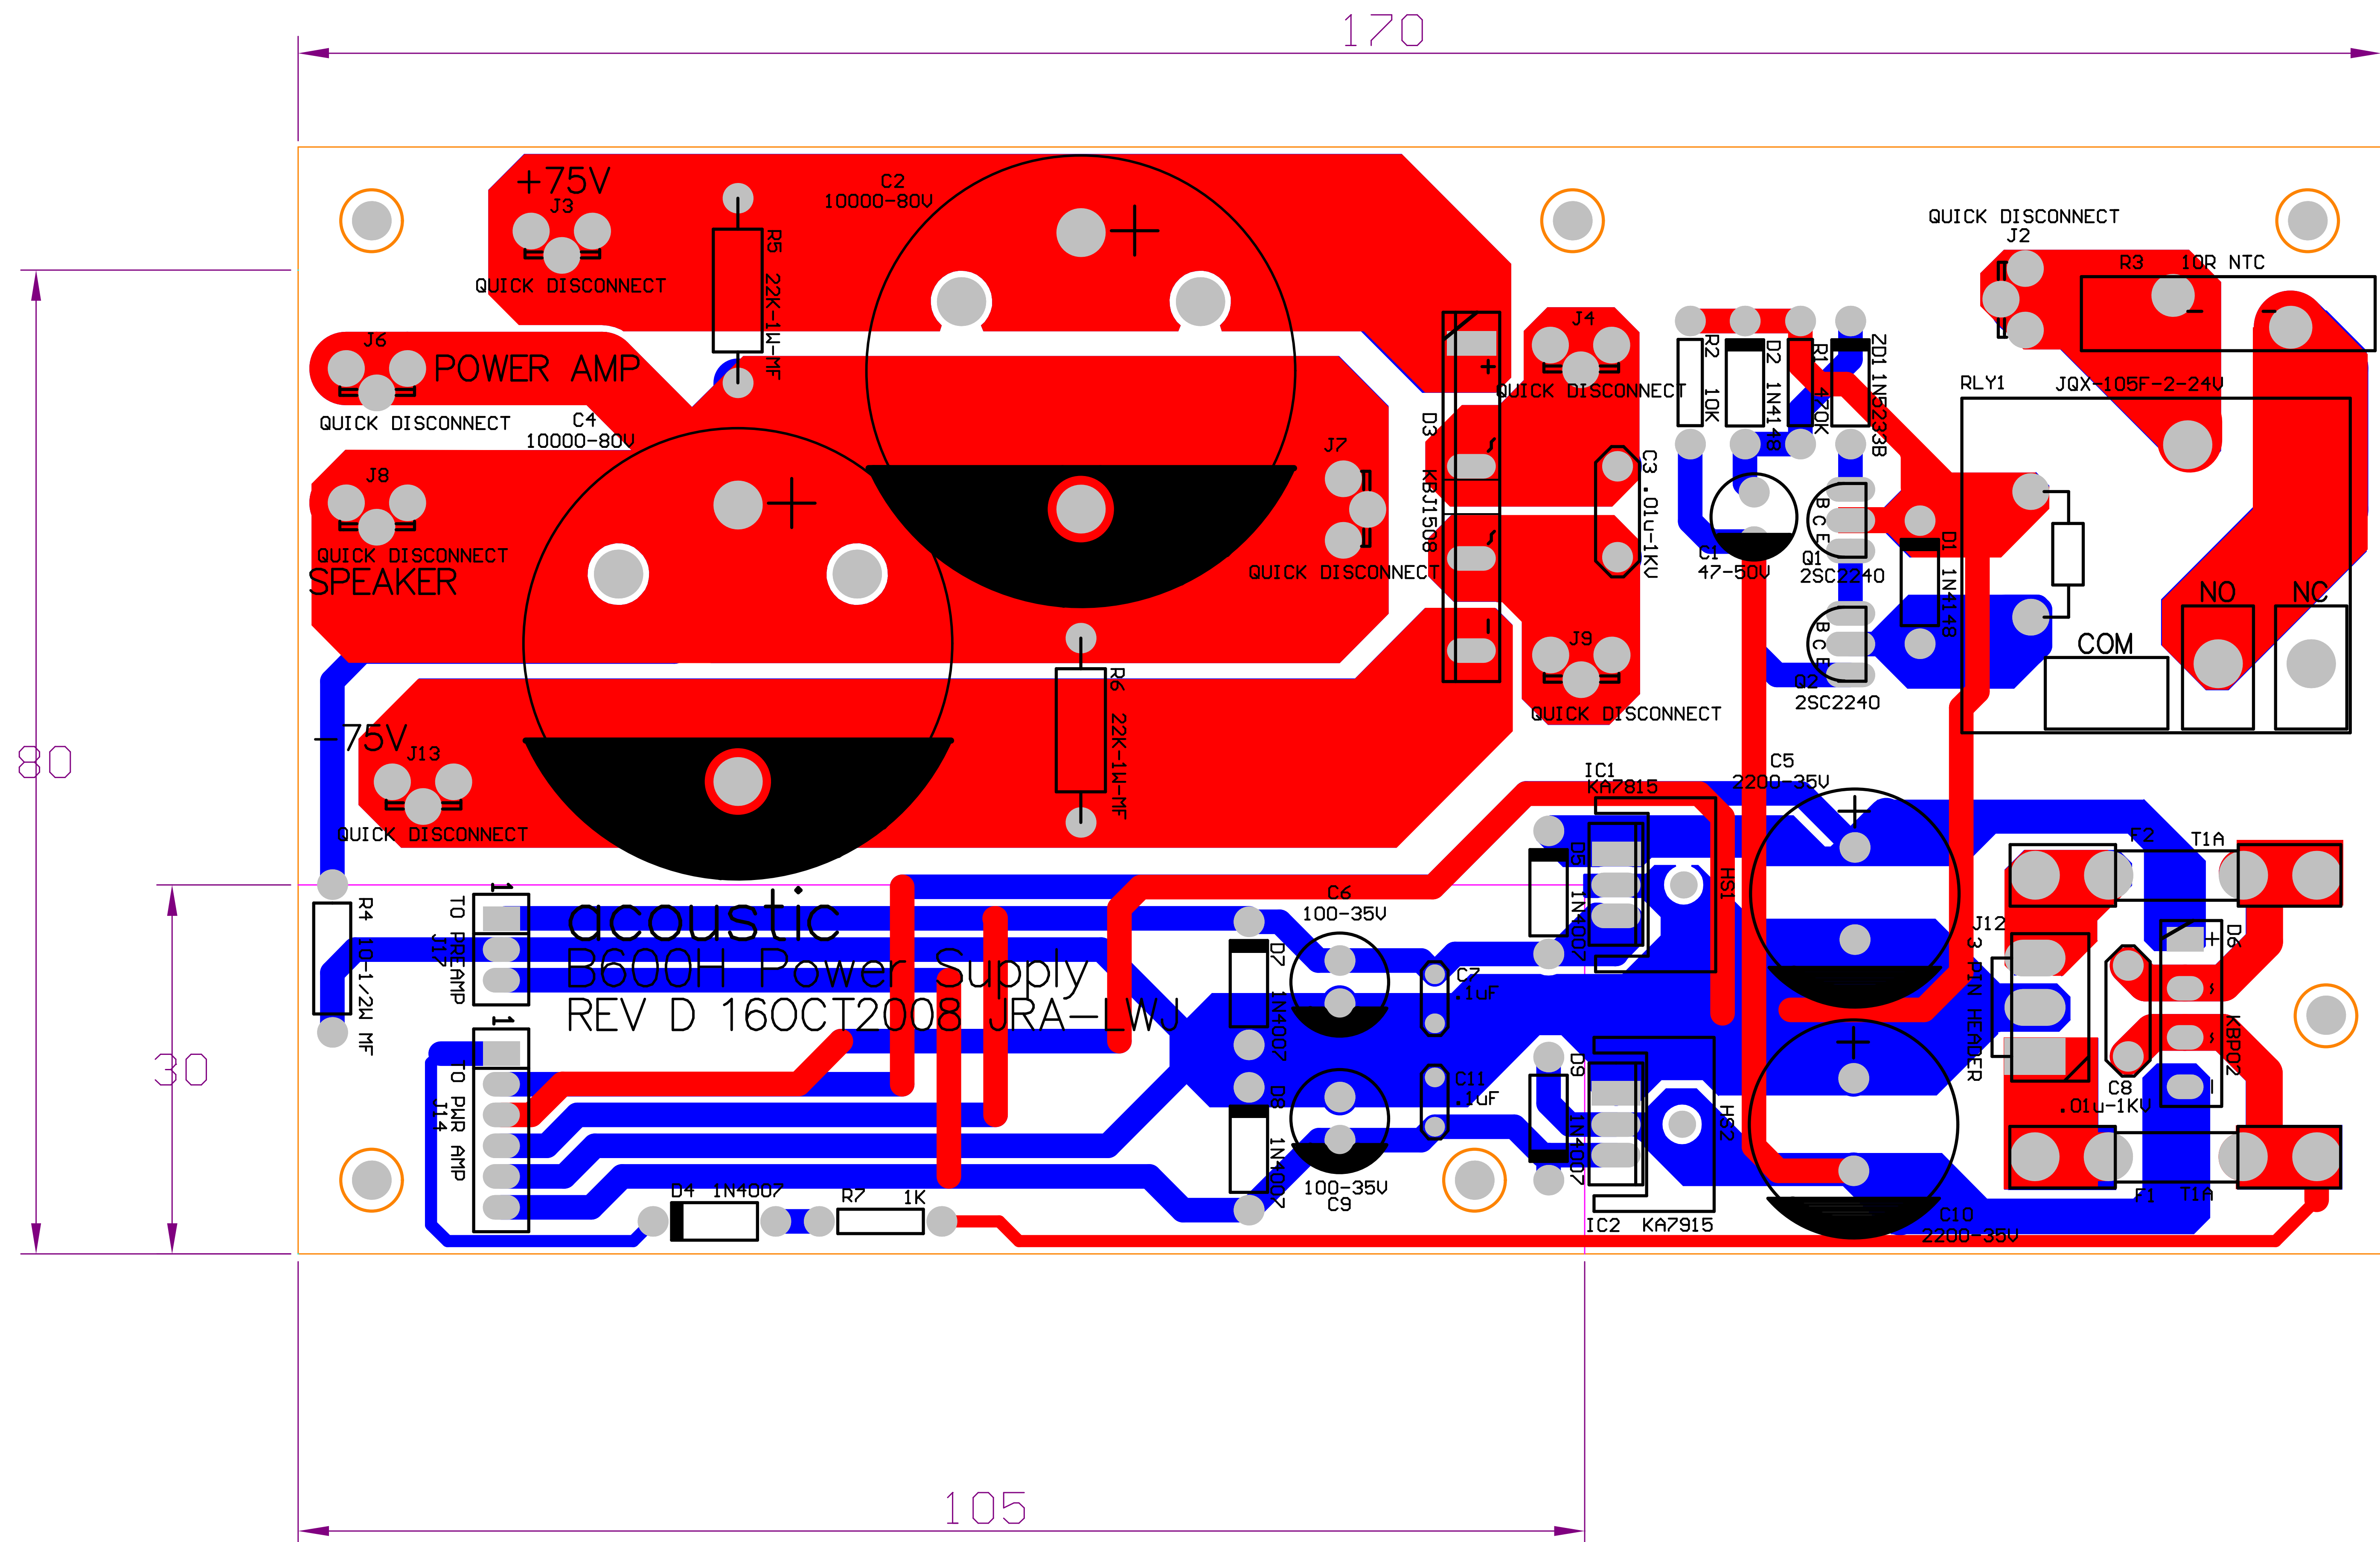 170
+75V
J3
QUICK DISCONNECT
R5 22K-1W-MF
C2
10000-80V
QUICK DISCONNECT
J2
R3 10R NTC
J6
POWER AMP
QUICK DISCONNECT
C4
10000-80V
J4
QUICK DISCONNECT
+
D3 KBJ1508
~
~
-
C3 .01u-1KV
R2 10K
D2 1N4148
R1 470K
ZD1 1N5233B
RLY1 JQX-105F-2-24V
J7
QUICK DISCONNECT
J8
QUICK DISCONNECT
SPEAKER
C1
47-50V
B C E
Q1
2SC2240
D1 1N4148
B C E
Q2
2SC2240
NO
NC
COM
J9
QUICK DISCONNECT
R6 22K-1W-MF
80
-75V
J13
QUICK DISCONNECT
IC1
KA7815
C5
2200-35V
F2 T1A
D5 1N4007
HS1
R4 10-1/2W MF
1
TO PREAMP
J17
acoustic
B600H Power Supply
REV D 16OCT2008 JRA-LWJ
C6
100-35V
D7 1N4007
C7
.1uF
J12
3 PIN HEADER
+
D6 KBP02
~
~
-
30
1
TO PWR AMP
J14
D8 1N4007
C11
.1uF
D9 1N4007
HS2
C8
.01u-1KV
100-35V
C9
D4 1N4007
R7 1K
IC2 KA7915
C10
2200-35V
F1 T1A
105